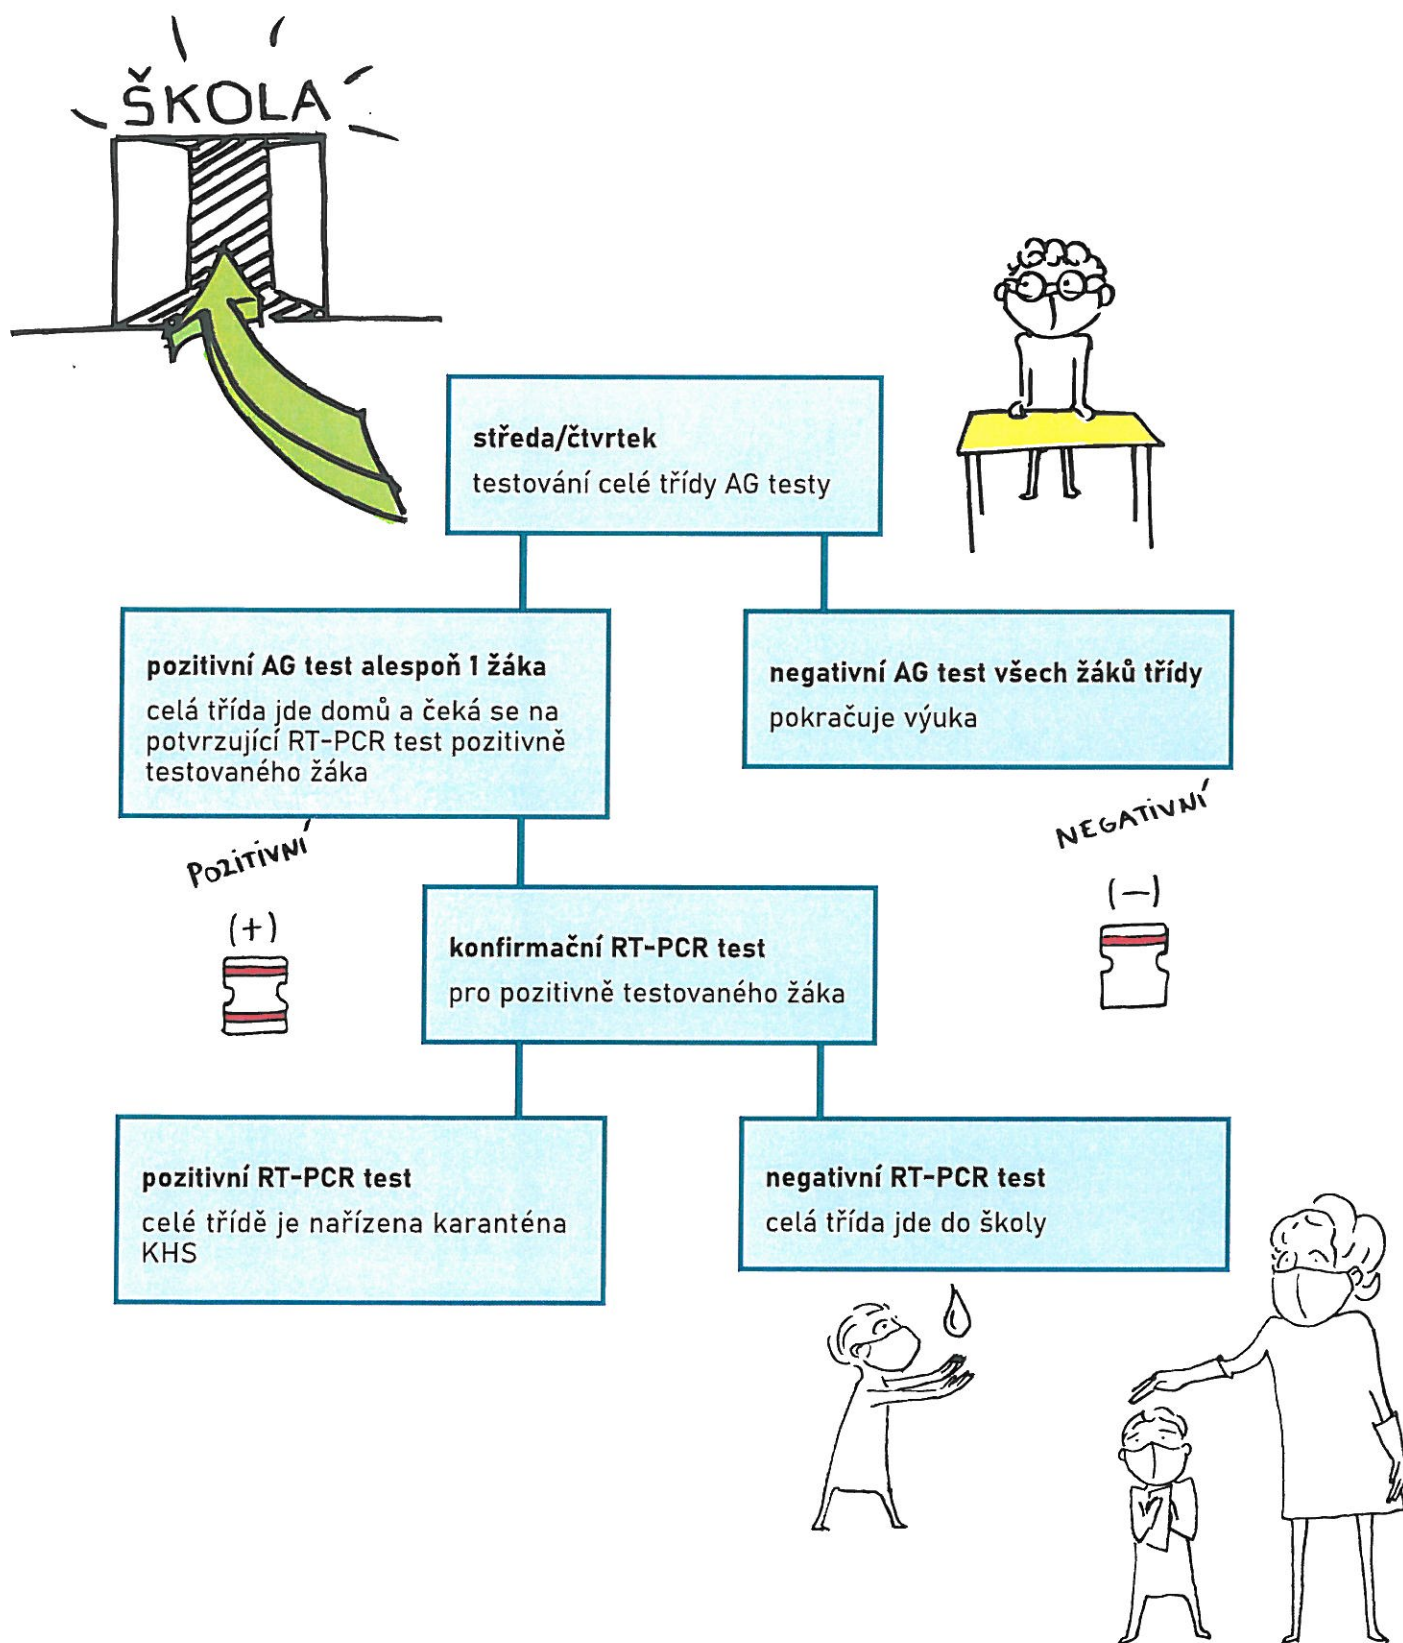 ŠKOLA
středa/čtvrtek
testování celé třídy AG testy
pozitivní AG test alespoň 1 žáka
celá třída jde domů a čeká se na
potvrzující RT-PCR test pozitivně
testovaného žáka
negativní AG test všech žáků třídy
pokračuje výuka
POZITIVNÍ
(+)
NEGATIVNÍ
(—)
konfirmační RT-PCR test
pro pozitivně testovaného žáka
pozitivní RT-PCR test
celé třídě je nařízena karanténa
KHS
negativní RT-PCR test
celá třída jde do školy